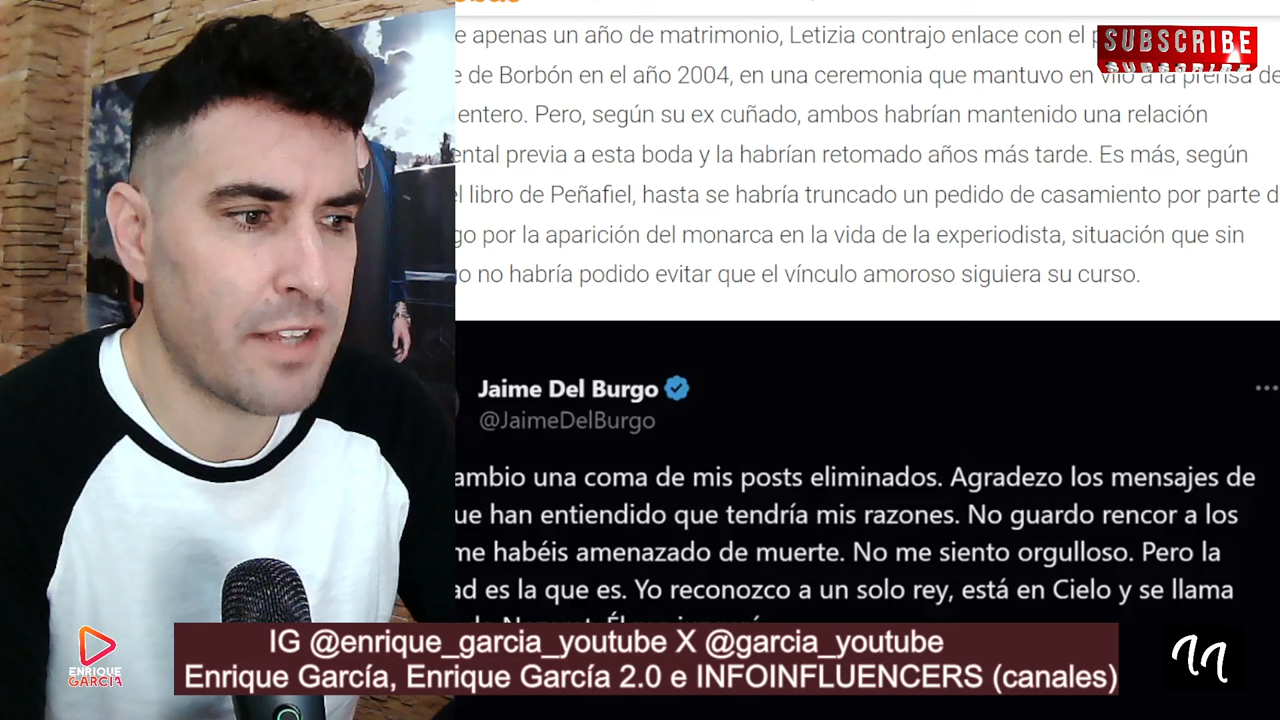 e apenas un año de matrimonio, Letizia contrajo enlace con el
SUBSCRIBE
e de Borbón en el año 2004, en una ceremonia que mantuvo en vilo a la prensa de
entero. Pero, según su ex cuñado, ambos habrían mantenido una relación
ental previa a esta boda y la habrían retomado años más tarde. Es más, según
el libro de Peñafiel, hasta se habría truncado un pedido de casamiento por parte d
go por la aparición del monarca en la vida de la experiodista, situación que sin
go no habría podido evitar que el vínculo amoroso siguiera su curso.
Jaime Del Burgo
@JaimeDelBurgo
ambio una coma de mis posts eliminados. Agradezo los mensajes de
ue han entiendido que tendría mis razones. No guardo rencor a los
me habéis amenazado de muerte. No me siento orgulloso. Pero la
ad es la que es. Yo reconozco a un solo rey, está en Cielo y se llama
IG @enrique_garcia_youtube X @garcia_youtube
Enrique García, Enrique García 2.0 e INFOINFLUENCERS (canales)
ENRIQUE
GARCÍA